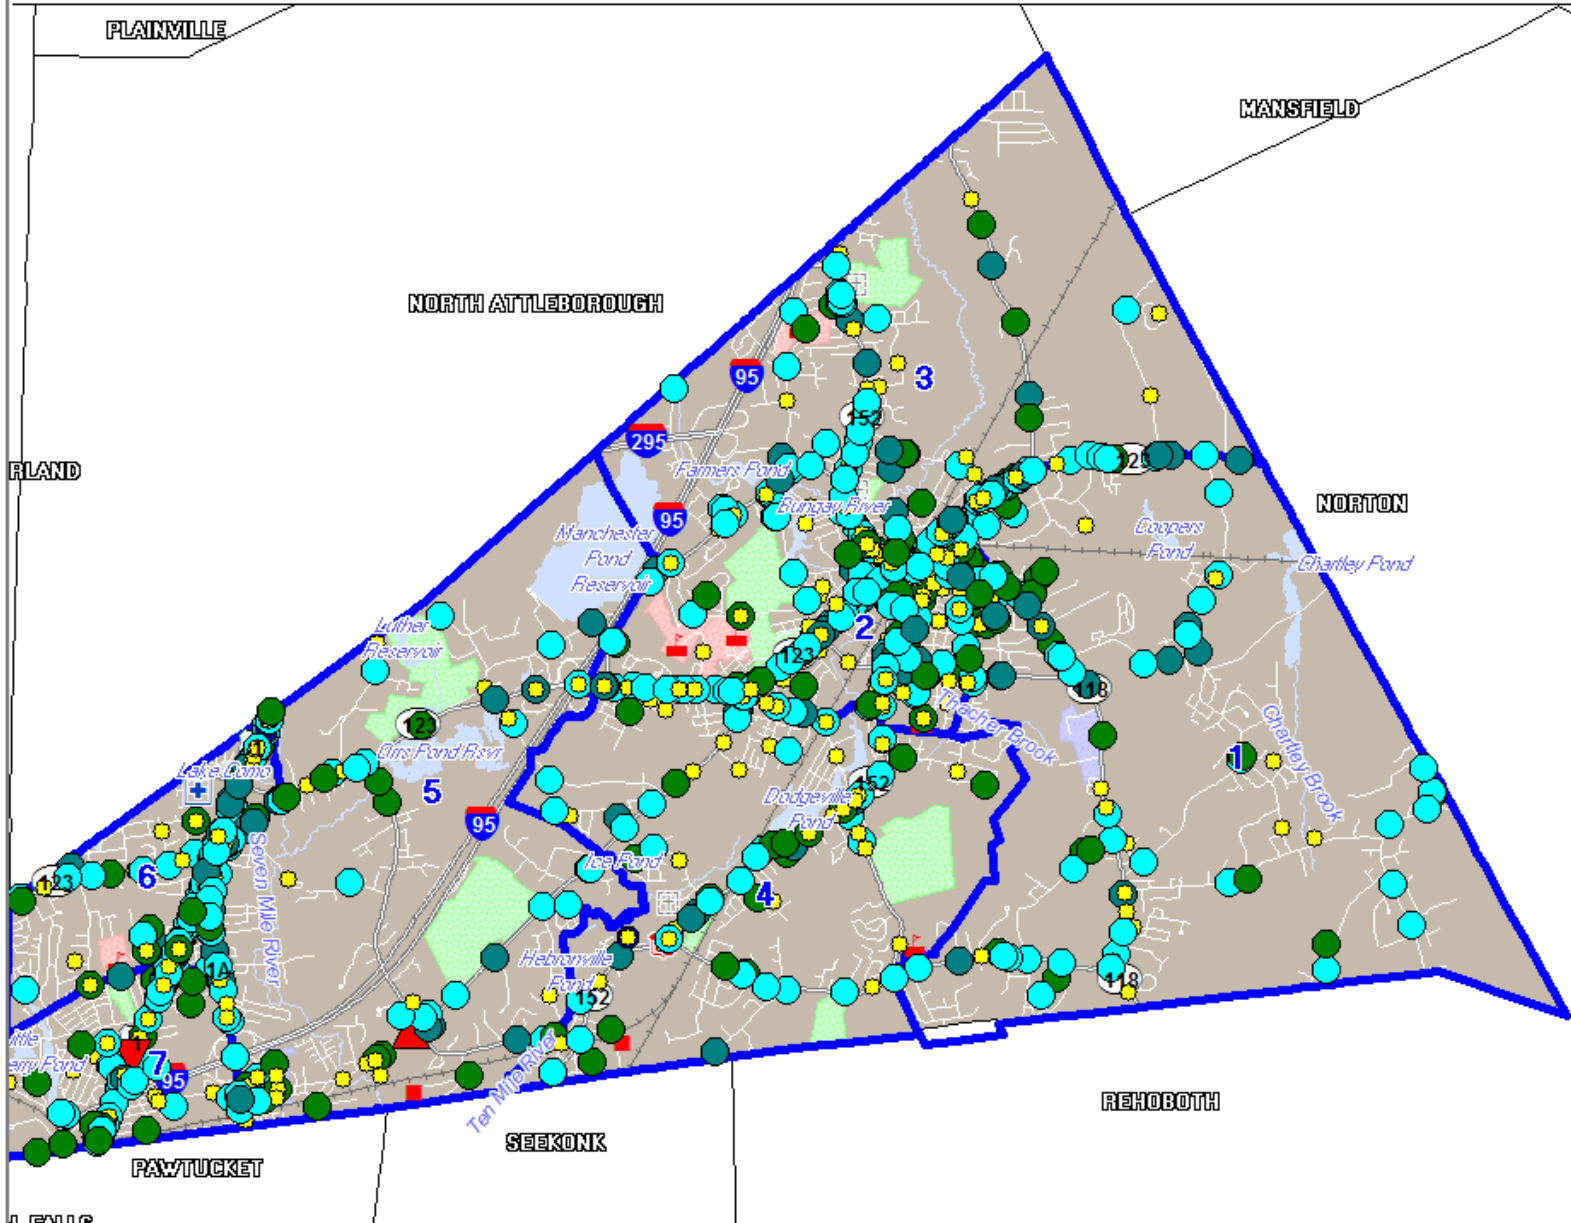 PLAINVILLE
MANSFIELD
NORTH ATTLEBOROUGH
3
95
152
295
RLAND
Farmers Pond
123
NORTON
95
Bungay River
Manchester
Pond
Reservoir
Coopers
Pond
Chartley Pond
Luther
Reservoir
2
123
118
Thacher Brook
123
Chartley Brook
1
Orrs Pond Rsvr
Lake Como
5
152
Dodgeville
Pond
95
Seven Mile River
Ice Pond
6
123
4
Hebronville
Pond
1A
118
152
7
95
Ten Mile River
REHOBOTH
SEEKONK
PAWTUCKET